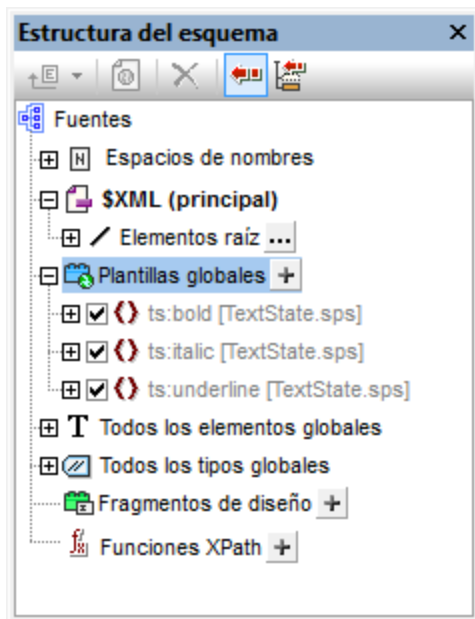 Estructura del esquema
Fuentes
Espacios de nombres
$XML (principal)
Elementos raíz ...
Plantillas globales
ts:bold [TextState.sps]
ts:italic [TextState.sps]
ts:underline [TextState.sps]
Todos los elementos globales
Todos los tipos globales
Fragmentos de diseño
Funciones XPath